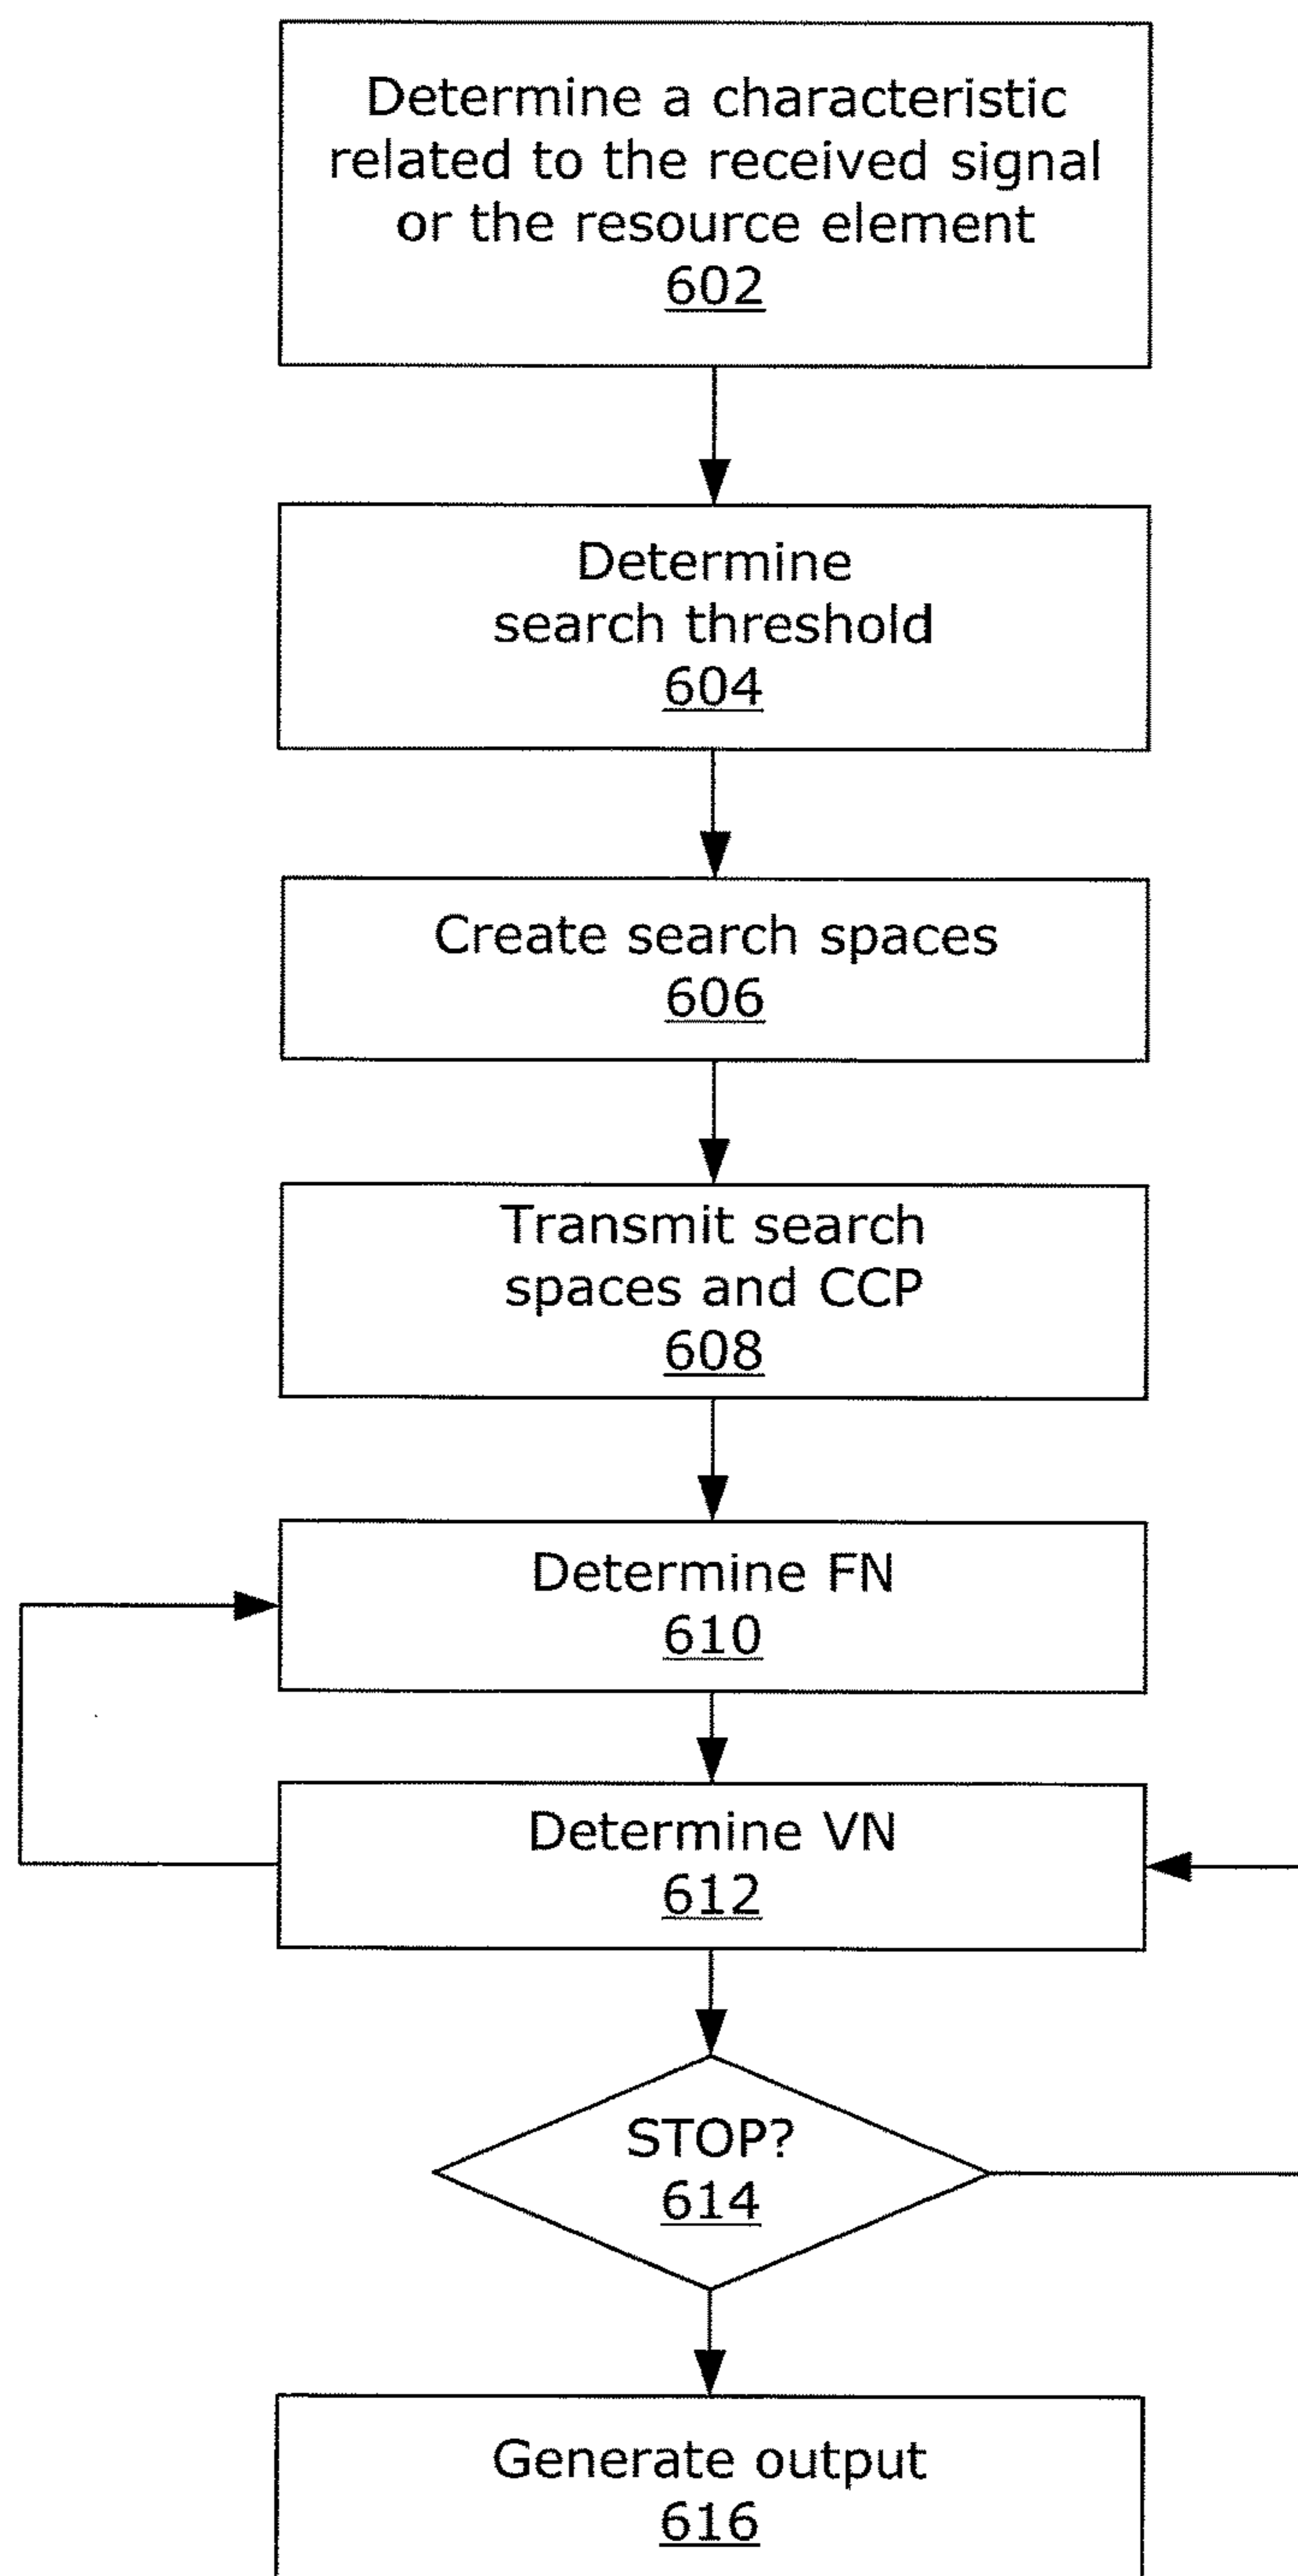 Determine a characteristic
related to the received signal
or the resource element
602
Determine
search threshold
604
Create search spaces
606
Transmit search
spaces and CCP
608
Determine FN
610
Determine VN
612
STOP?
614
Generate output
616